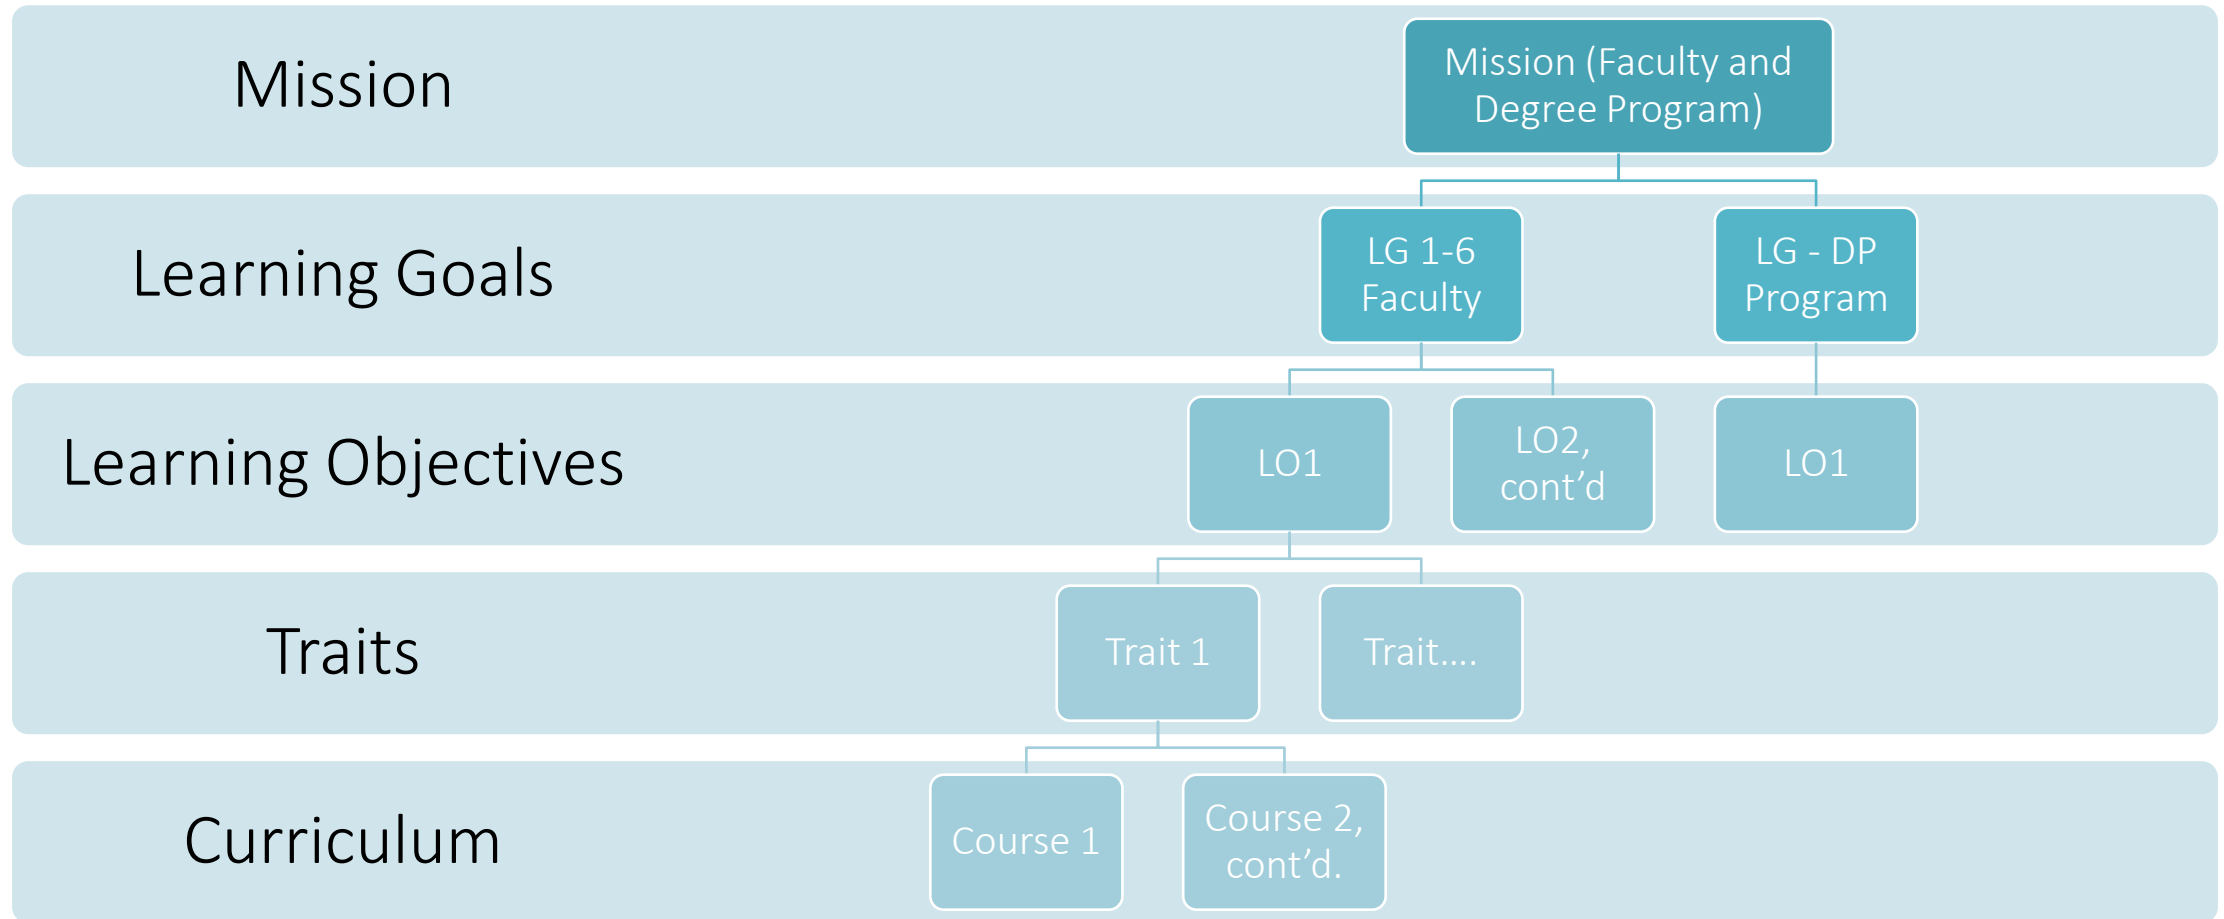 Mission
Mission (Faculty and
Degree Program)
Learning Goals
LG 1-6
Faculty
LG - DP
Program
Learning Objectives
LO1
LO2,
cont’d
LO1
Traits
Trait 1
Trait....
Curriculum
Course 1
Course 2,
cont’d.